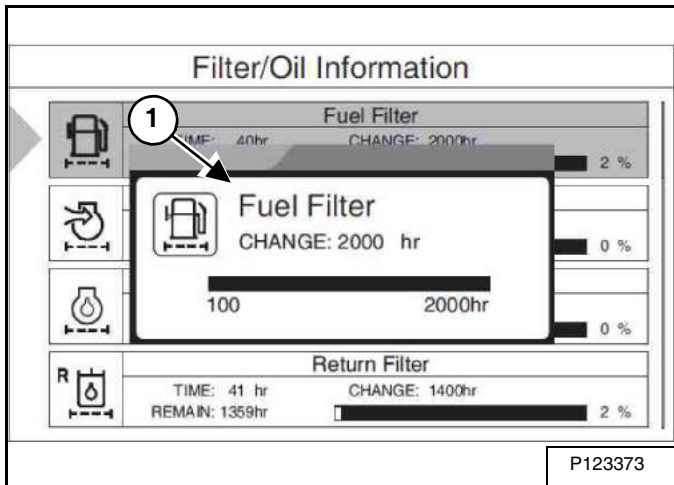 Filter/Oil Information
Fuel Filter
1
TIME: 40hr CHANGE: 2000hr
2 %
Fuel Filter
CHANGE: 2000 hr
0 %
100 2000hr
0 %
R
Return Filter
TIME: 41 hr CHANGE: 1400hr
REMAIN: 1359hr 2 %
P123373